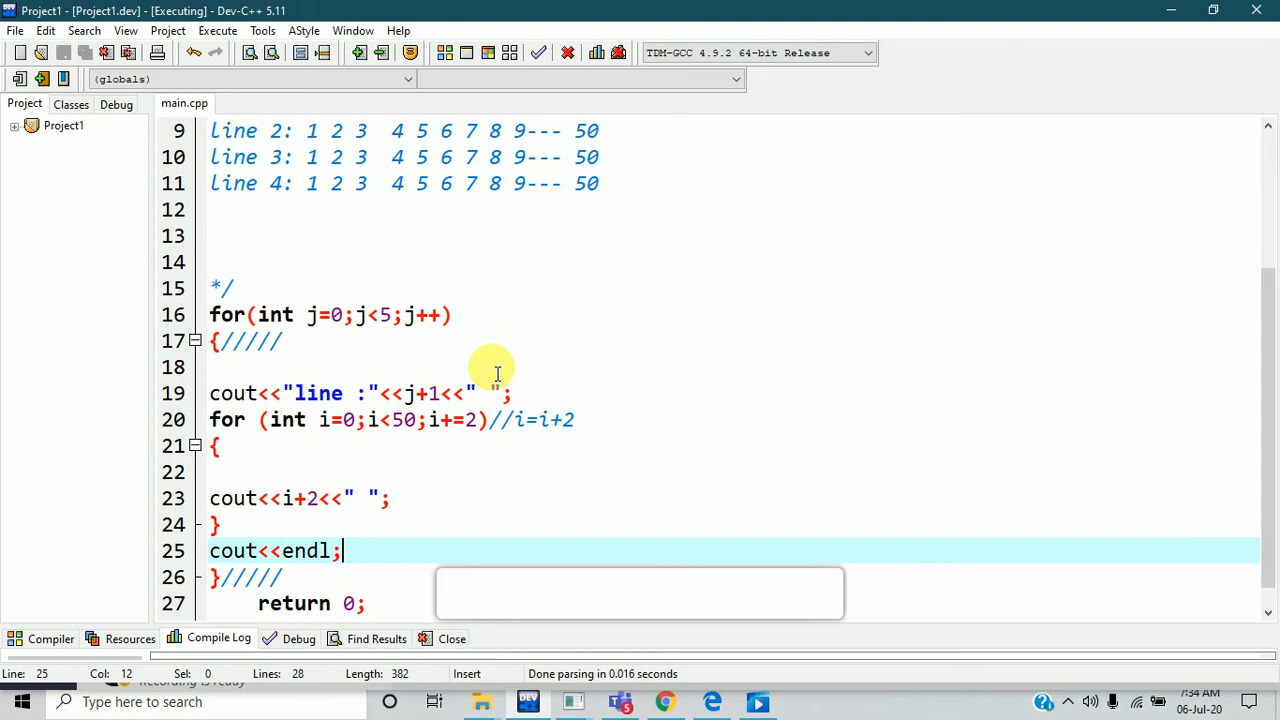 Project1 - [Project1.dev] - [Executing] - Dev-C++ 5.11
File Edit Search View Project Execute Tools AStyle Window Help
TDM-GCC 4.9.2 64-bit Release
(globals)
Project Classes Debug main.cpp
Project1
9 line 2: 1 2 3  4 5 6 7 8 9--- 50
10 line 3: 1 2 3  4 5 6 7 8 9--- 50
11 line 4: 1 2 3  4 5 6 7 8 9--- 50
12
13
14
15 */
16 for(int j=0;j<5;j++)
17 {/////
18
19 cout<<"line :"<<j+1<<" ";
20 for (int i=0;i<50;i+=2)//i=i+2
21 {
22
23 cout<<i+2<<" ";
24 }
25 cout<<endl;
26 }/////
27     return 0;
Compiler Resources Compile Log Debug Find Results Close
Line: 25 Col: 12 Sel: 0 Lines: 28 Length: 382 Insert Done parsing in 0.016 seconds
Recording is ready
Type here to search
DEV
5
7:34 AM
06-Jul-20